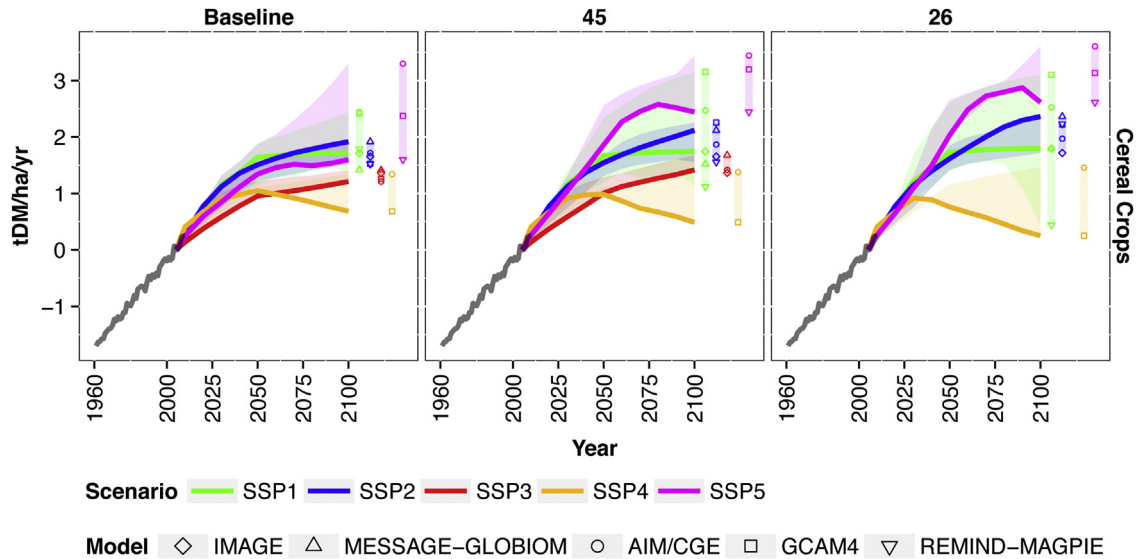 Baseline 45 26
3
2
1
0
−1
tDM/ha/yr
Cereal Crops
1960 2000 2025 2050 2075 2100 1960 2000 2025 2050 2075 2100 1960 2000 2025 2050 2075 2100
Year
Scenario SSP1 SSP2 SSP3 SSP4 SSP5
Model IMAGE MESSAGE−GLOBIOM AIM/CGE GCAM4 REMIND−MAGPIE